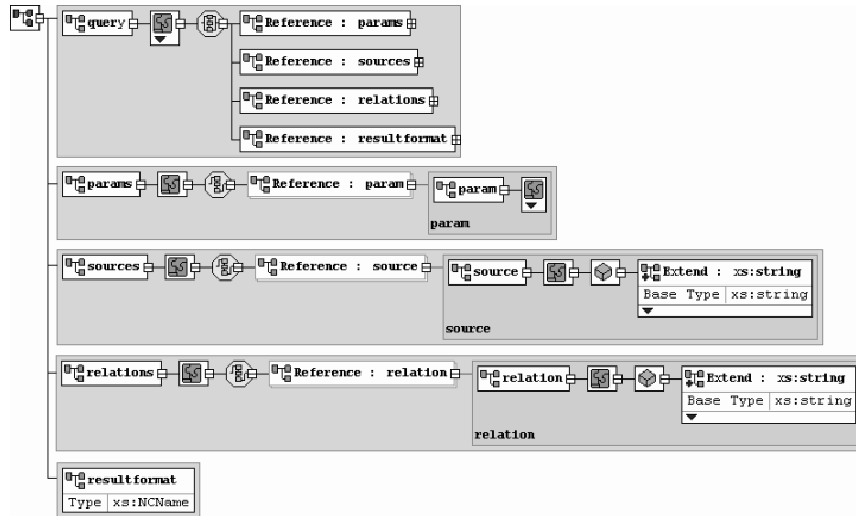 query
Reference : params
Reference : sources
Reference : relations
Reference : resultformat
params
Reference : param
param
param
sources
Reference : source
source
Extend : xs:string
Base Type xs:string
source
relations
Reference : relation
relation
Extend : xs:string
Base Type xs:string
relation
resultformat
Type xs:NCName